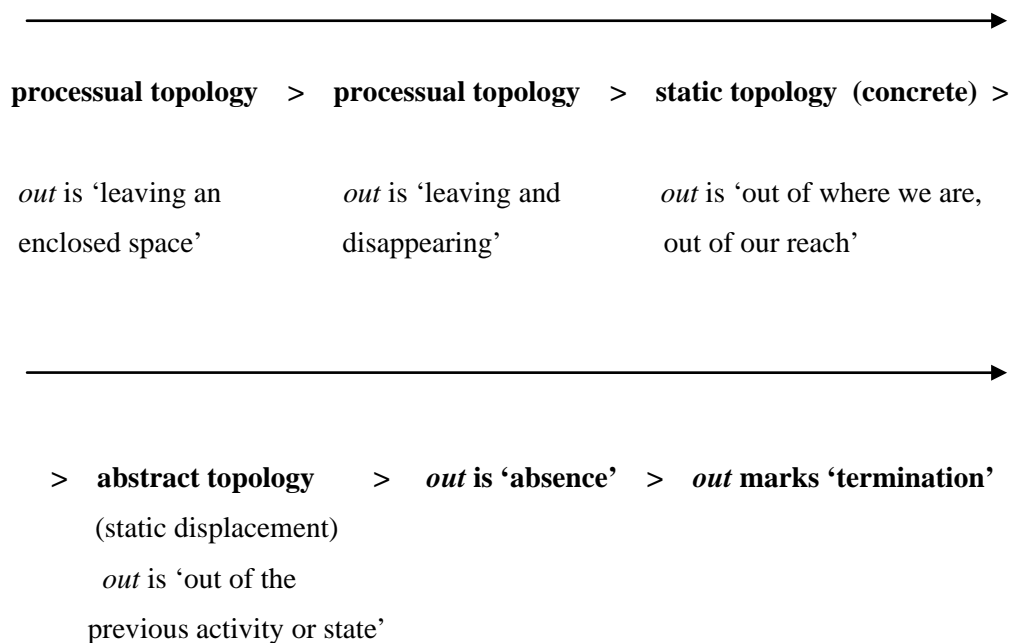 processual topology > processual topology > static topology (concrete) >
out is ‘leaving an out is ‘leaving and out is ‘out of where we are,
enclosed space’ disappearing’ out of our reach’
> abstract topology > out is ‘absence’ > out marks ‘termination’
(static displacement)
out is ‘out of the
previous activity or state’